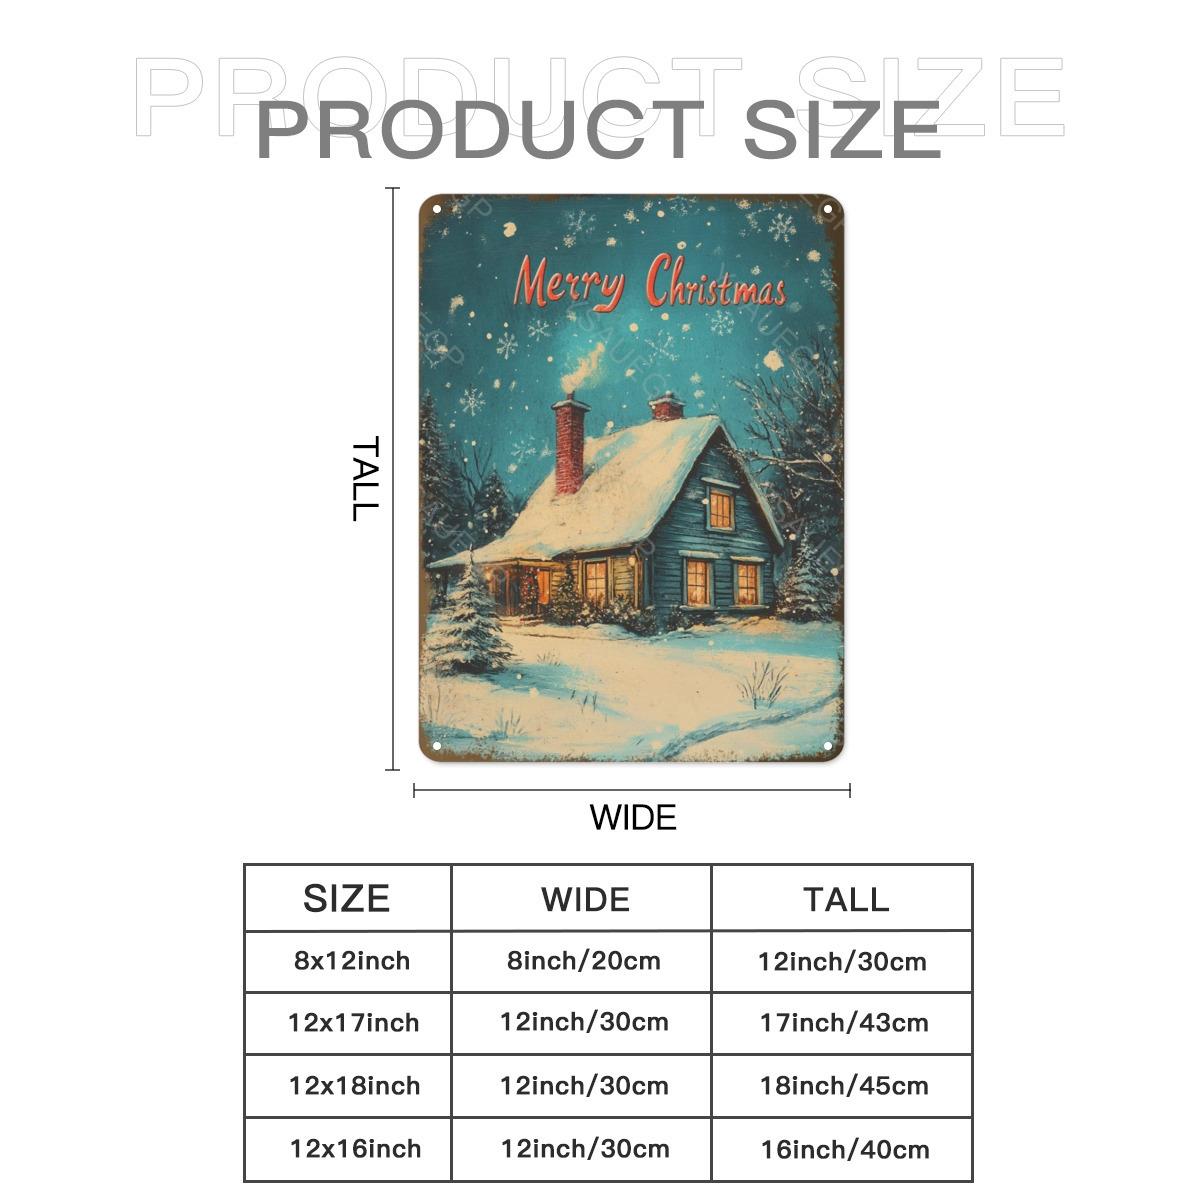 PRODUCT SIZE
PRODUCT SIZE
Merry Christmas
TALL
WIDE
SIZE WIDE TALL
8x12inch 8inch/20cm 12inch/30cm
12x17inch 12inch/30cm 17inch/43cm
12x18inch 12inch/30cm 18inch/45cm
12x16inch 12inch/30cm 16inch/40cm